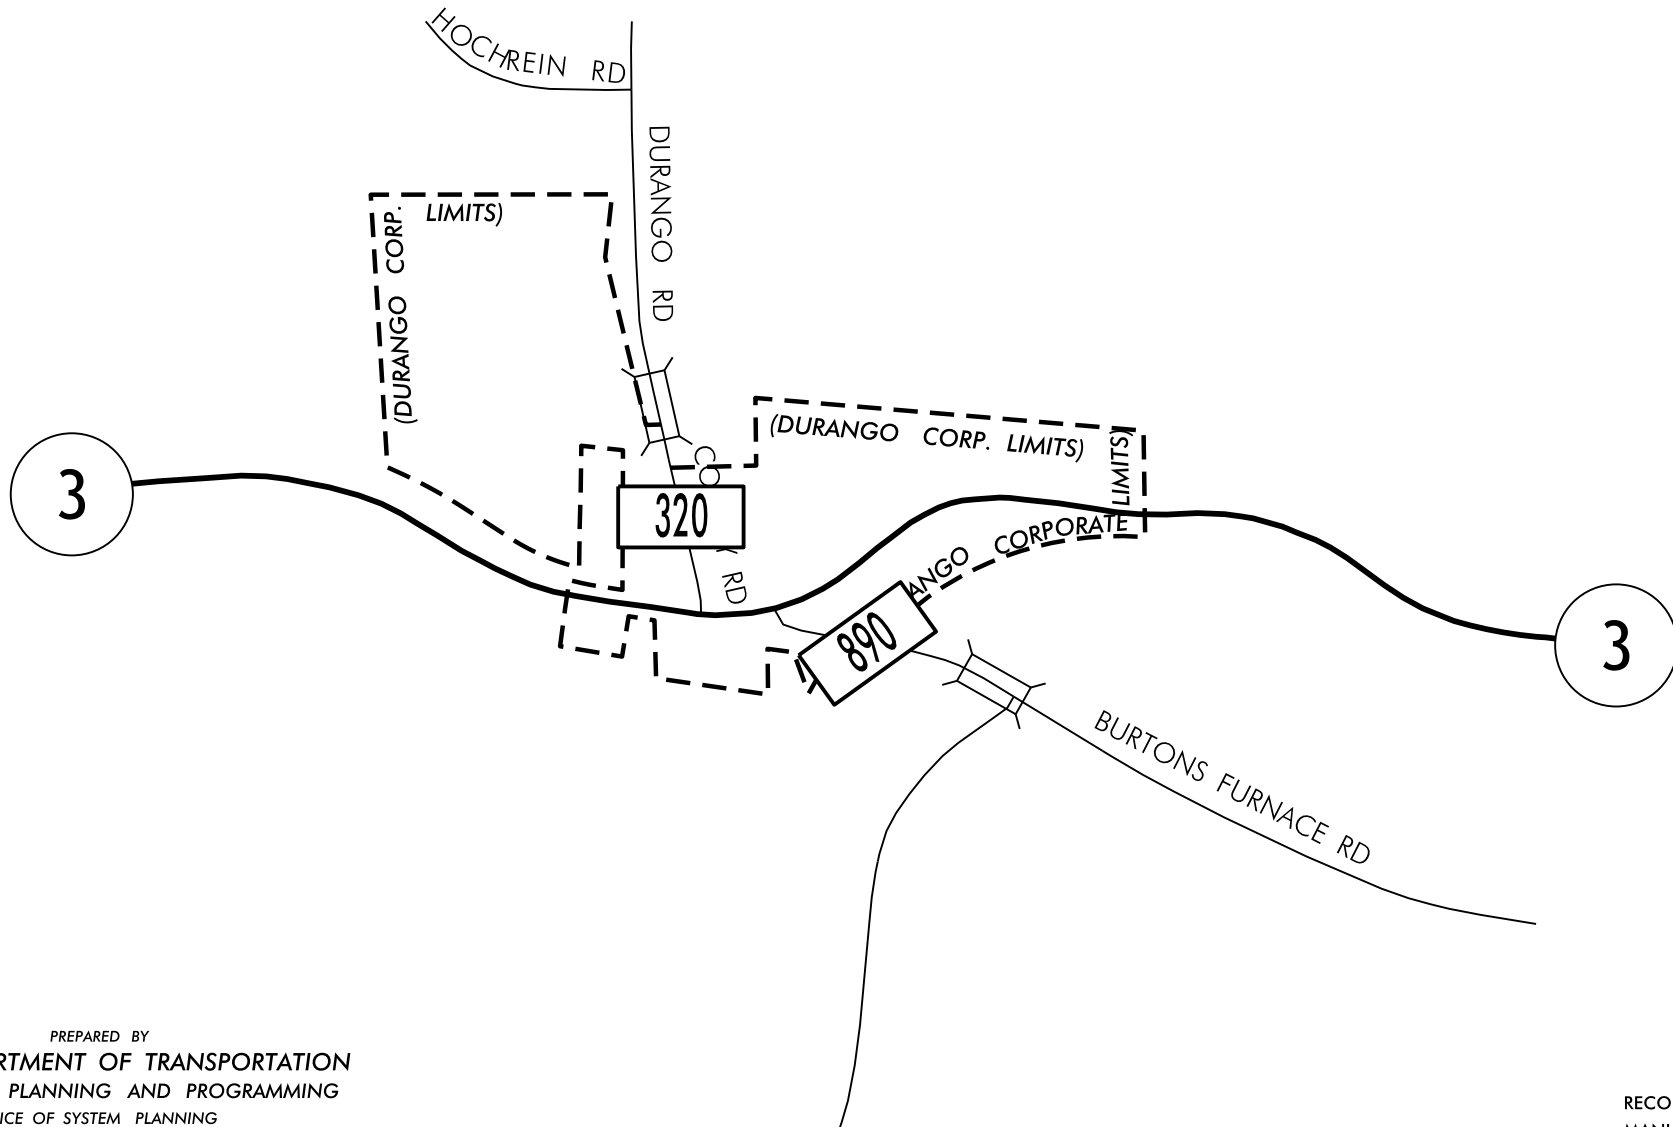 HOCHREIN RD
DURANGO RD
(DURANGO CORP. LIMITS)
(DURANGO CORP. LIMITS)
LIMITS)
CO
320
RD
3
ANGO CORPORATE
890
3
BURTONS FURNACE RD
PREPARED BY
RTMENT OF TRANSPORTATION
PLANNING AND PROGRAMMING
ICE OF SYSTEM PLANNING
RECO